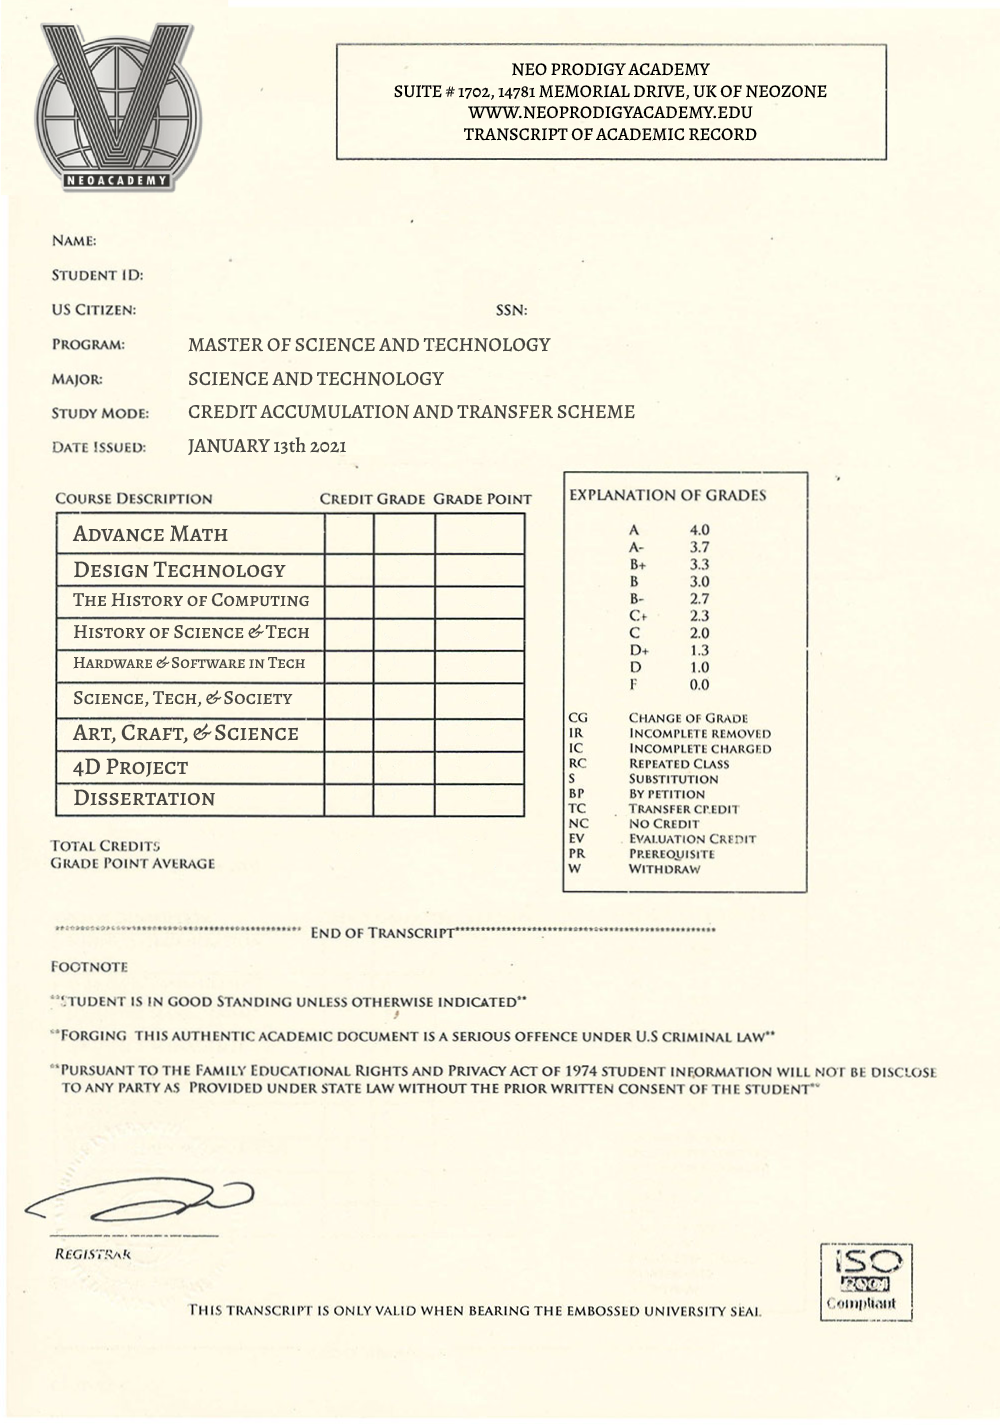 NEOACADEMY
NEO PRODIGY ACADEMY
SUITE # 1702, 14781 MEMORIAL DRIVE, UK OF NEOZONE
WWW.NEOPRODIGYACADEMY.EDU
TRANSCRIPT OF ACADEMIC RECORD
NAME:
STUDENT ID:
US CITIZEN: SSN:
PROGRAM: MASTER OF SCIENCE AND TECHNOLOGY
MAJOR: SCIENCE AND TECHNOLOGY
STUDY MODE: CREDIT ACCUMULATION AND TRANSFER SCHEME
DATE ISSUED: JANUARY 13th 2021
COURSE DESCRIPTION CREDIT GRADE GRADE POINT
ADVANCE MATH
DESIGN TECHNOLOGY
THE HISTORY OF COMPUTING
HISTORY OF SCIENCE & TECH
HARDWARE & SOFTWARE IN TECH
SCIENCE, TECH, & SOCIETY
ART, CRAFT, & SCIENCE
4D PROJECT
DISSERTATION
TOTAL CREDITS
GRADE POINT AVERAGE
EXPLANATION OF GRADES
A 4.0
A- 3.7
B+ 3.3
B 3.0
B- 2.7
C+ 2.3
C 2.0
D+ 1.3
D 1.0
F 0.0
CG CHANGE OF GRADE
IR INCOMPLETE REMOVED
IC INCOMPLETE CHARGED
RC REPEATED CLASS
S SUBSTITUTION
BP BY PETITION
TC TRANSFER CREDIT
NC NO CREDIT
EV EVALUATION CREDIT
PR PREREQUISITE
W WITHDRAW
END OF TRANSCRIPT
FOOTNOTE
**STUDENT IS IN GOOD STANDING UNLESS OTHERWISE INDICATED**
**FORGING THIS AUTHENTIC ACADEMIC DOCUMENT IS A SERIOUS OFFENCE UNDER U.S CRIMINAL LAW**
**PURSUANT TO THE FAMILY EDUCATIONAL RIGHTS AND PRIVACY ACT OF 1974 STUDENT INFORMATION WILL NOT BE DISCLOSE
TO ANY PARTY AS PROVIDED UNDER STATE LAW WITHOUT THE PRIOR WRITTEN CONSENT OF THE STUDENT**
REGISTRAR
ISO
Compliant
THIS TRANSCRIPT IS ONLY VALID WHEN BEARING THE EMBOSSED UNIVERSITY SEAL